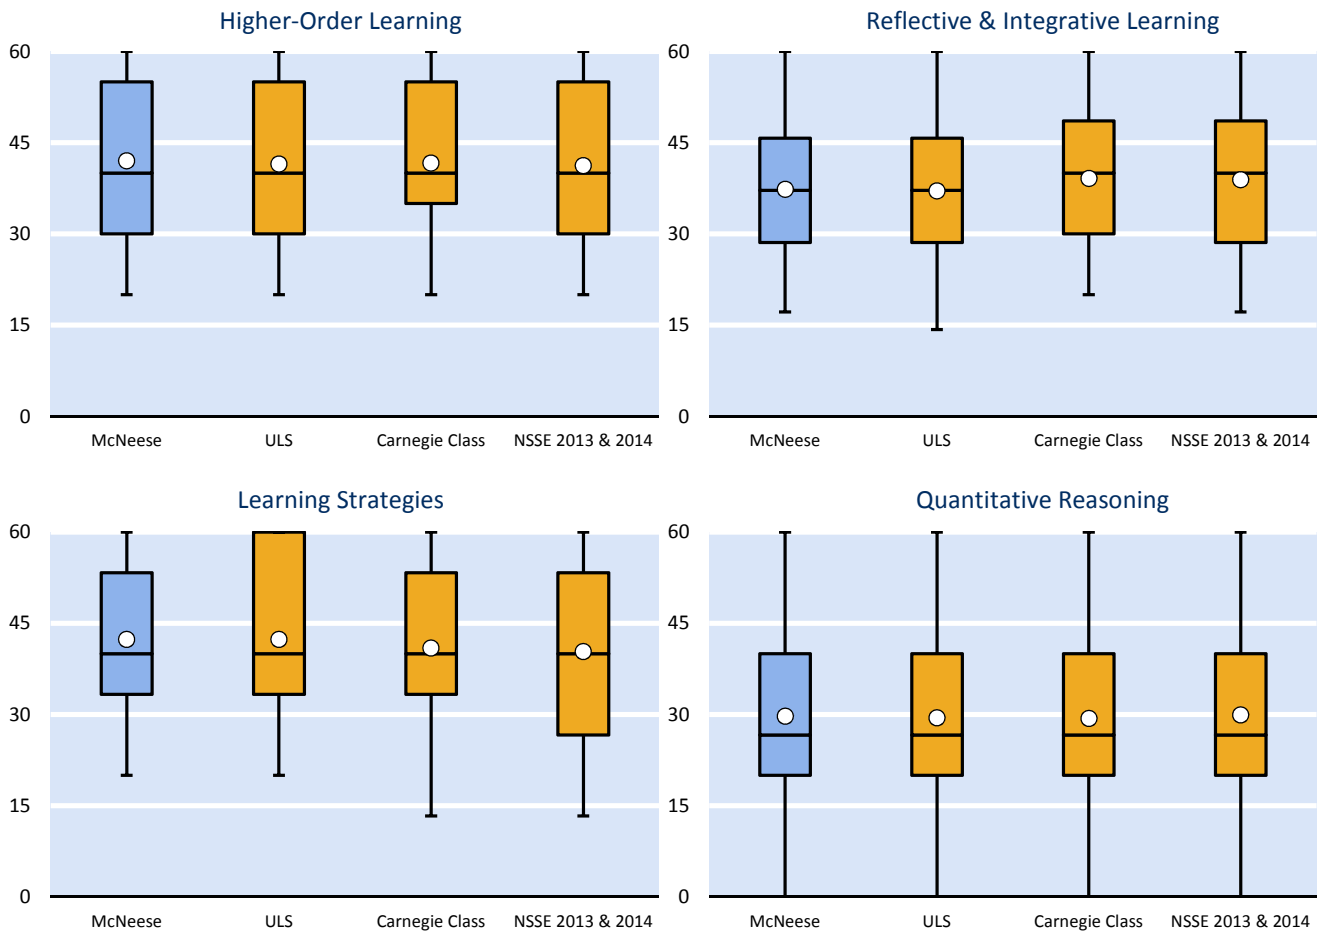 Higher-Order Learning
60
45
30
15
0
McNeese ULS Carnegie Class NSSE 2013 & 2014
Reflective & Integrative Learning
60
45
30
15
0
McNeese ULS Carnegie Class NSSE 2013 & 2014
Learning Strategies
60
45
30
15
0
McNeese ULS Carnegie Class NSSE 2013 & 2014
Quantitative Reasoning
60
45
30
15
0
McNeese ULS Carnegie Class NSSE 2013 & 2014